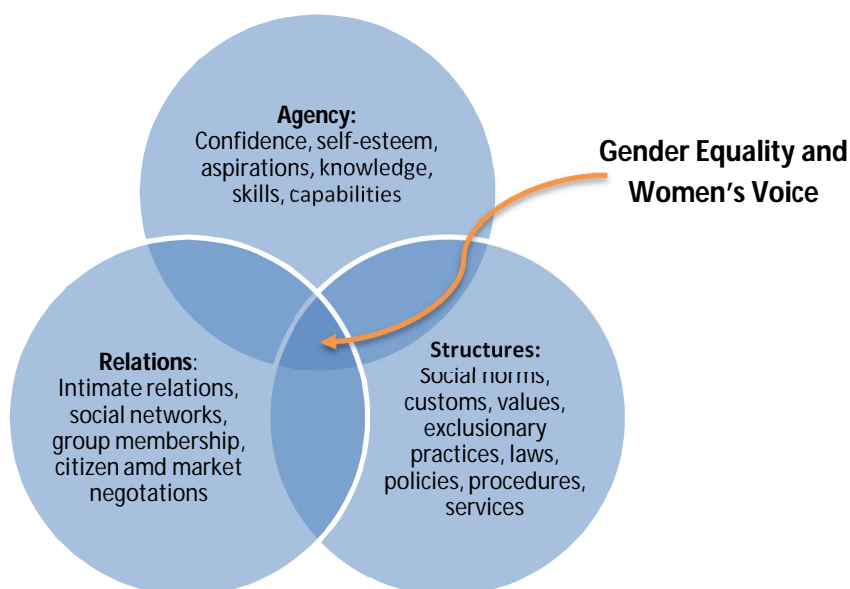 Agency:
Confidence, self-esteem,
aspirations, knowledge,
skills, capabilities
Gender Equality and
Women's Voice
Relations:
Intimate relations,
social networks,
group membership,
citizen amd market
negotations
Structures:
Social norms,
customs, values,
exclusionary
practices, laws,
policies, procedures,
services